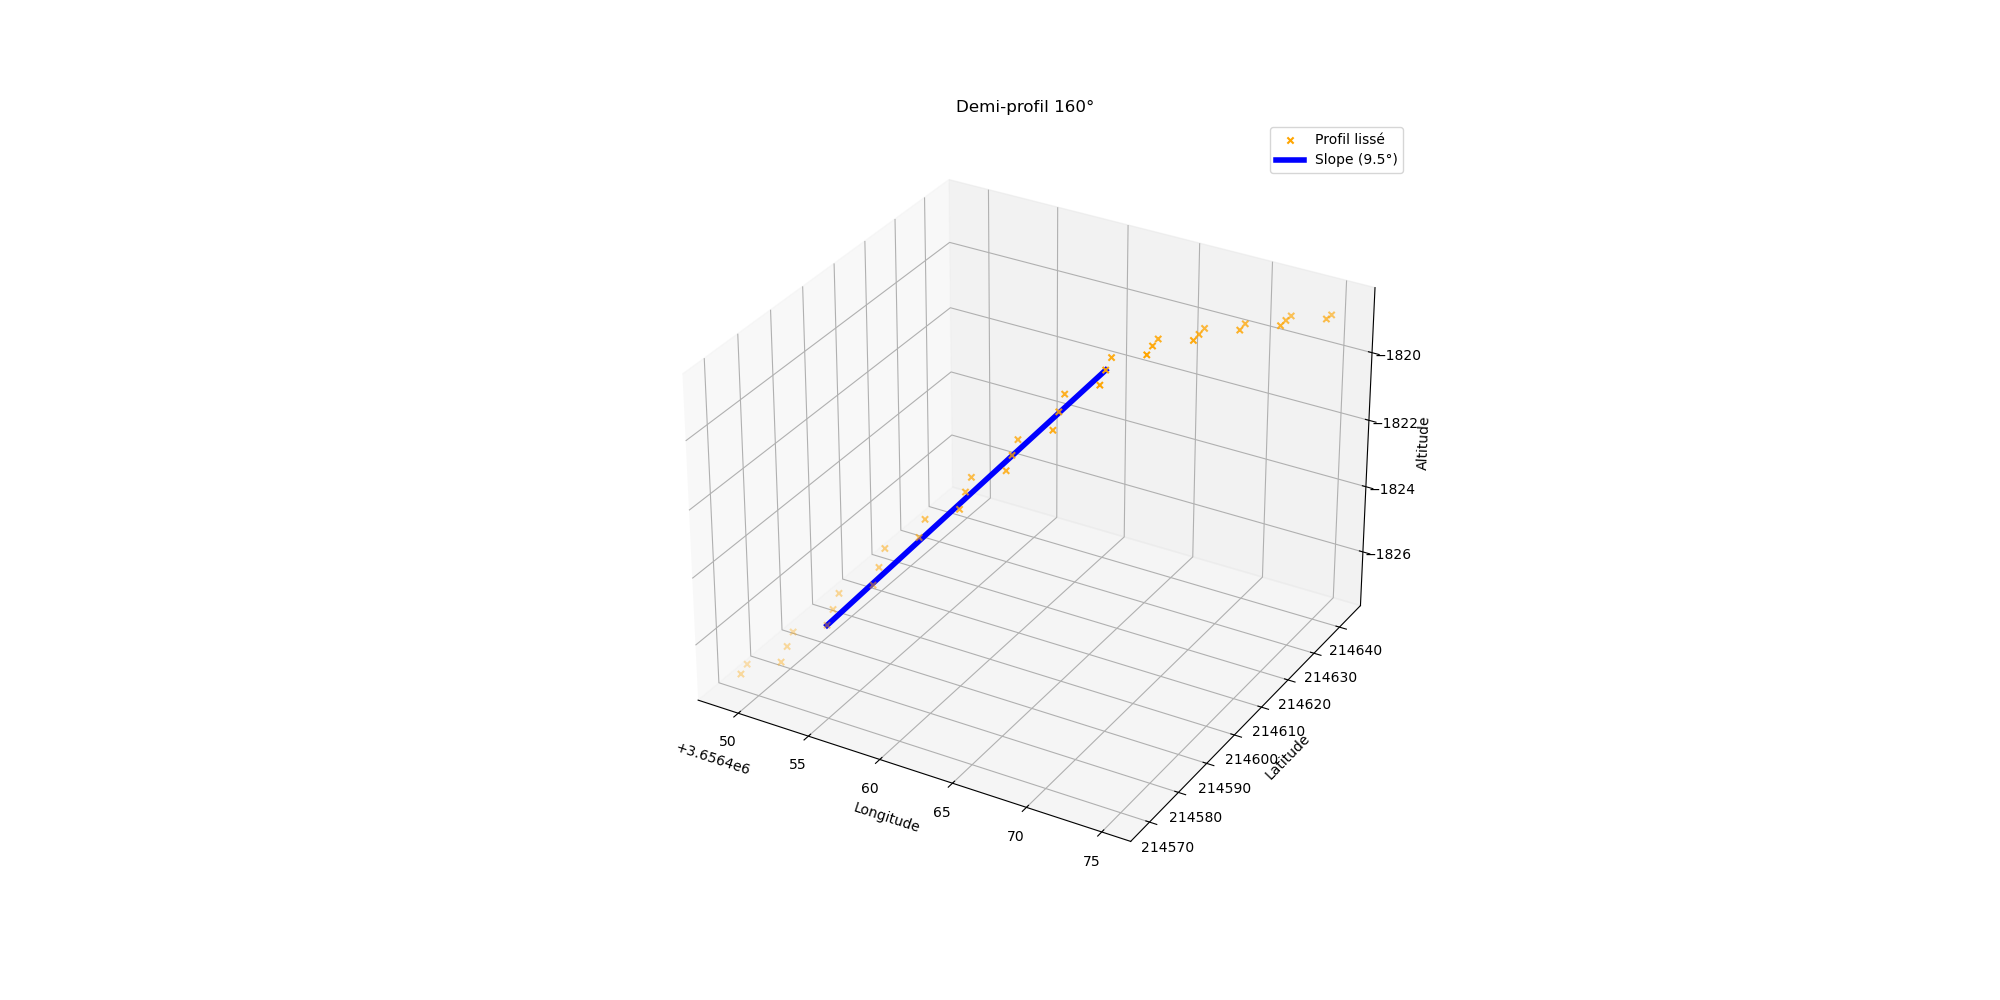 Demi-profil 160°
Profil lissé
Slope (9.5°)
−1820
−1822
−1824
−1826
Altitude
214640
214630
214620
214610
214600
214590
214580
214570
Latitude
50
55
60
65
70
75
+3.6564e6
Longitude